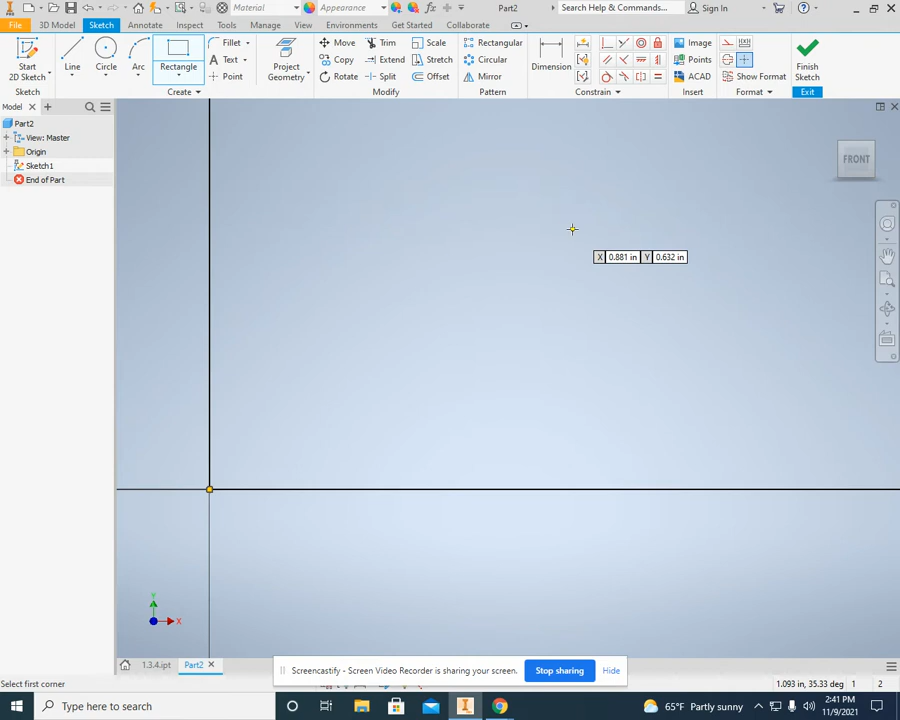 Material
Appearance
Part2
Search Help & Commands...
Sign In
File
3D Model
Sketch
Annotate
Inspect
Tools
Manage
View
Environments
Get Started
Collaborate
Start
2D Sketch
Line
Circle
Arc
Rectangle
Fillet
Text
Point
Project
Geometry
Move
Copy
Rotate
Trim
Extend
Split
Scale
Stretch
Offset
Rectangular
Circular
Mirror
Dimension
Image
Points
ACAD
Show Format
Finish
Sketch
Sketch
Create
Modify
Pattern
Constrain
Insert
Format
Exit
Model
Part2
View: Master
Origin
Sketch1
End of Part
FRONT
X 0.881 in Y 0.632 in
Y
X
1.3.4.ipt
Part2
Screencastify - Screen Video Recorder is sharing your screen.
Stop sharing
Hide
Select first corner
1.093 in, 35.33 deg 1 2
Type here to search
65°F Partly sunny
2:41 PM
11/9/2021